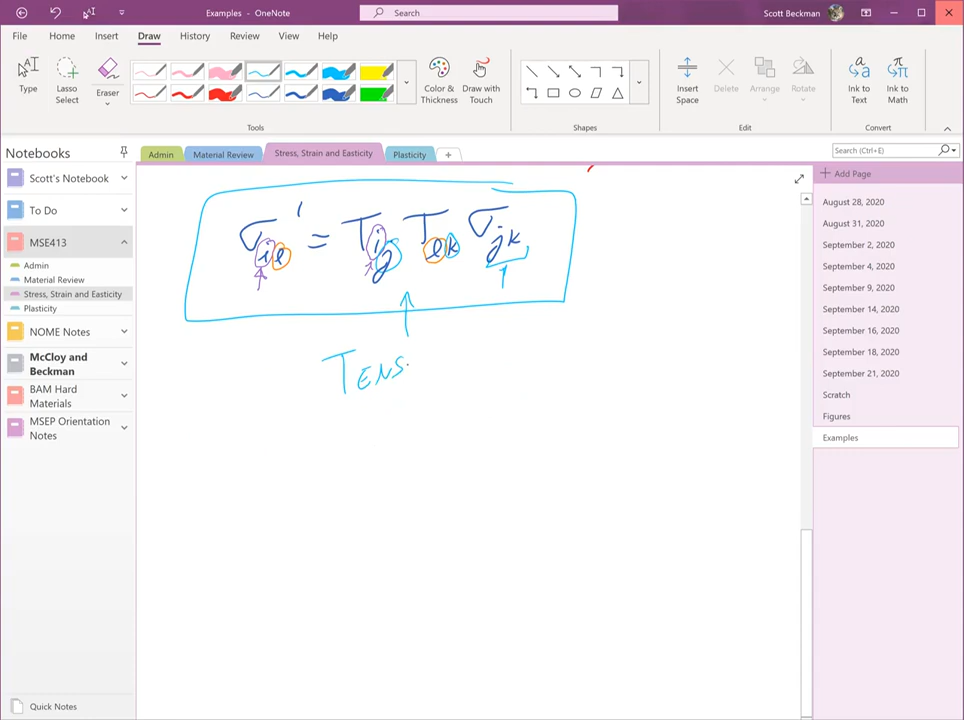 Examples - OneNote
Search
Scott Beckman
File Home Insert Draw History Review View Help
Type
Lasso Select
Eraser
Color & Thickness
Draw with Touch
Insert Space
Delete
Arrange
Rotate
Ink to Text
Ink to Math
Tools
Shapes
Edit
Convert
Notebooks
Admin Material Review Stress, Strain and Easticity Plasticity
Search (Ctrl+E)
Scott's Notebook
To Do
MSE413
Admin
Material Review
Stress, Strain and Easticity
Plasticity
NOME Notes
McCloy and Beckman
BAM Hard Materials
MSEP Orientation Notes
Quick Notes
σ'il = Tij Tlk σjk
TENS
Add Page
August 28, 2020
August 31, 2020
September 2, 2020
September 4, 2020
September 9, 2020
September 14, 2020
September 16, 2020
September 18, 2020
September 21, 2020
Scratch
Figures
Examples